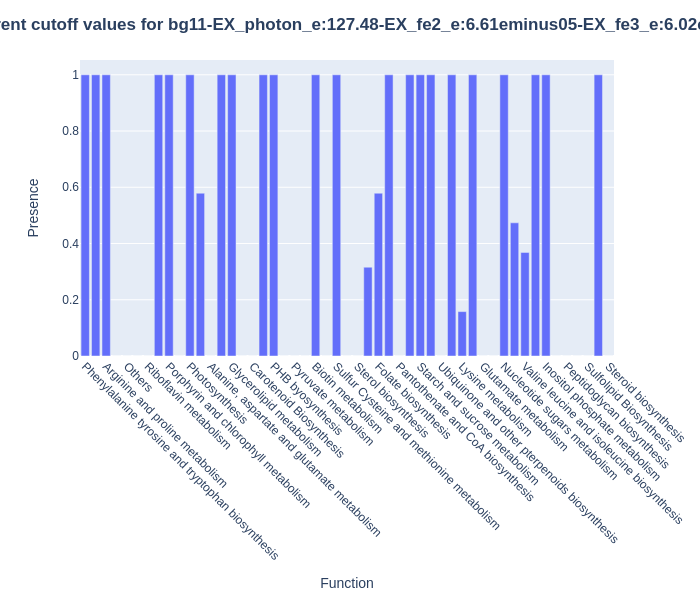 ent cutoff values for bg11-EX_photon_e:127.48-EX_fe2_e:6.61eminus05-EX_fe3_e:6.02e
1
0.8
0.6
0.4
0.2
0
Presence
Phenylalanine tyrosine and tryptophan biosynthesis
Arginine and proline metabolism
Others
Riboflavin metabolism
Porphyrin and chlorophyll metabolism
Photosynthesis
Alanine, aspartate and glutamate metabolism
Glycerolipid metabolism
Carotenoid Biosynthesis
PHB byosynthesis
Pyruvate metabolism
Biotin metabolism
Sulfur Cysteine and methionine metabolism
Sterol biosynthesis
Folate biosynthesis
Pantothenate and CoA biosynthesis
Starch and sucrose metabolism
Ubiquinone and other pterpenoids biosynthesis
Lysine metabolism
Glutamate metabolism
Nucleotide sugars metabolism
Valine leucine and isoleucine biosynthesis
Inositol phosphate metabolism
Peptidoglycan biosynthesis
Sulfolipid Biosynthesis
Steroid biosynthesis
Function